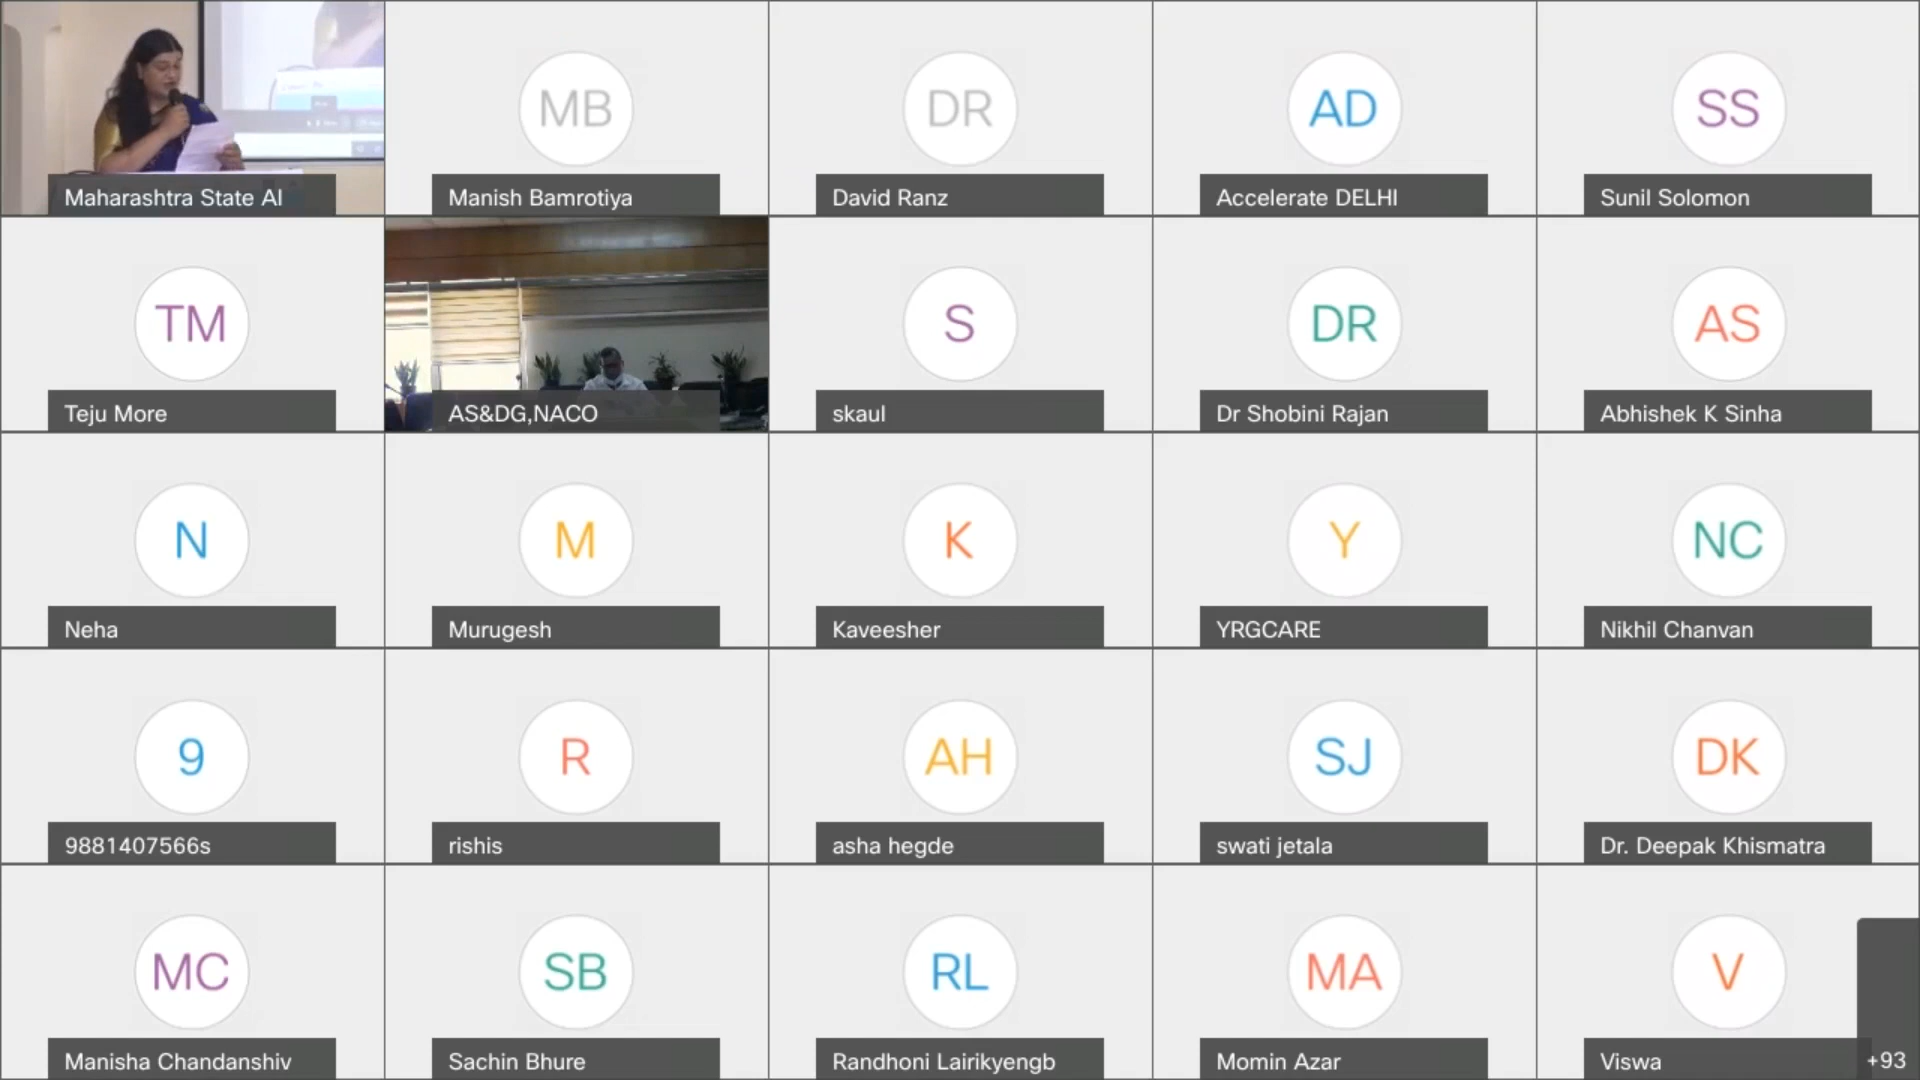 Maharashtra State AI
MB
Manish Bamrotiya
DR
David Ranz
AD
Accelerate DELHI
SS
Sunil Solomon
TM
Teju More
AS&DG,NACO
S
skaul
DR
Dr Shobini Rajan
AS
Abhishek K Sinha
N
Neha
M
Murugesh
K
Kaveesher
Y
YRGCARE
NC
Nikhil Chanvan
9
9881407566s
R
rishis
AH
asha hegde
SJ
swati jetala
DK
Dr. Deepak Khismatra
MC
Manisha Chandanshiv
SB
Sachin Bhure
RL
Randhoni Lairikyengb
MA
Momin Azar
V
Viswa
+93